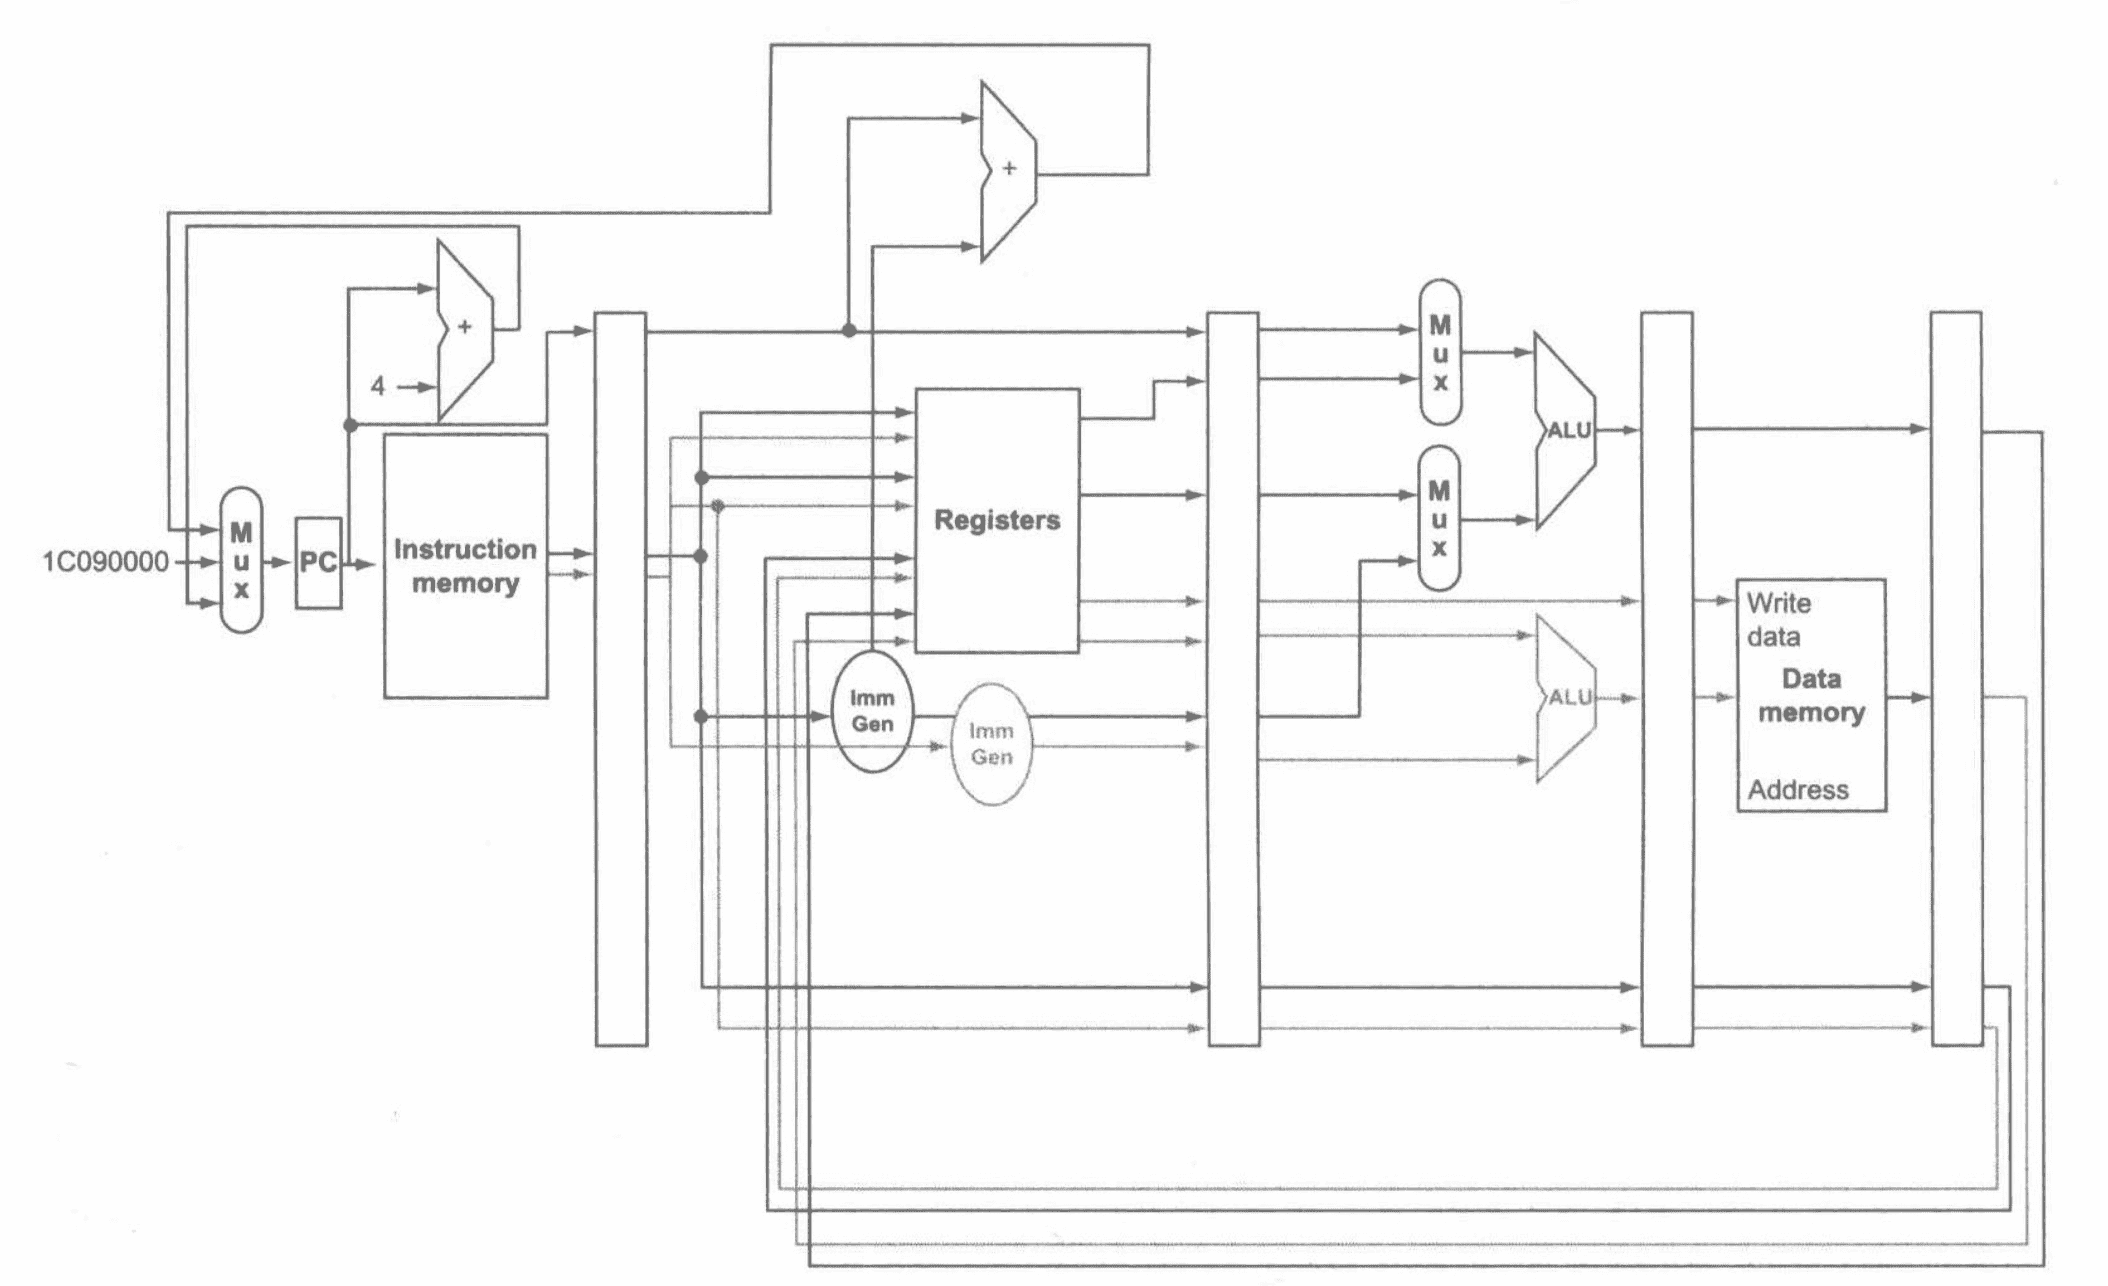 +
+
4
M
u
x
ALU
M
u
x
1C090000
M
u
x
PC
Instruction
memory
Registers
Imm
Gen
Imm
Gen
ALU
Write
data
Data
memory
Address